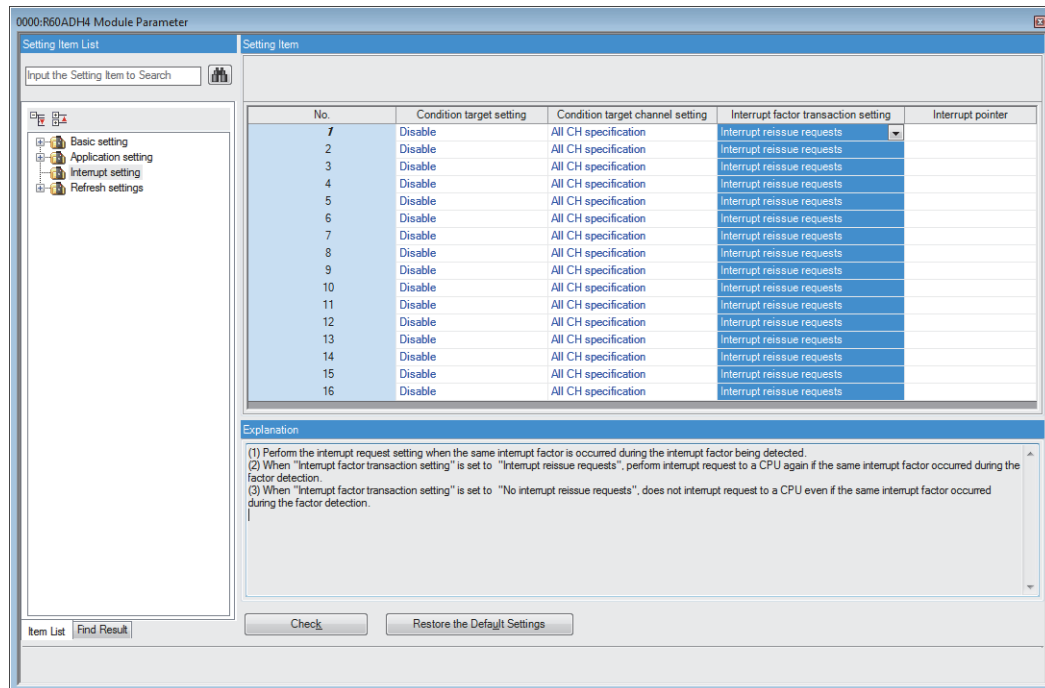 0000:R60ADH4 Module Parameter
Setting Item List
Setting Item
Input the Setting Item to Search
Basic setting
Application setting
Interrupt setting
Refresh settings
No. Condition target setting Condition target channel setting Interrupt factor transaction setting Interrupt pointer
1 Disable All CH specification Interrupt reissue requests
2 Disable All CH specification Interrupt reissue requests
3 Disable All CH specification Interrupt reissue requests
4 Disable All CH specification Interrupt reissue requests
5 Disable All CH specification Interrupt reissue requests
6 Disable All CH specification Interrupt reissue requests
7 Disable All CH specification Interrupt reissue requests
8 Disable All CH specification Interrupt reissue requests
9 Disable All CH specification Interrupt reissue requests
10 Disable All CH specification Interrupt reissue requests
11 Disable All CH specification Interrupt reissue requests
12 Disable All CH specification Interrupt reissue requests
13 Disable All CH specification Interrupt reissue requests
14 Disable All CH specification Interrupt reissue requests
15 Disable All CH specification Interrupt reissue requests
16 Disable All CH specification Interrupt reissue requests
Explanation
(1) Perform the interrupt request setting when the same interrupt factor is occurred during the interrupt factor being detected.
(2) When "Interrupt factor transaction setting" is set to "Interrupt reissue requests", perform interrupt request to a CPU again if the same interrupt factor occurred during the
factor detection.
(3) When "Interrupt factor transaction setting" is set to "No interrupt reissue requests", does not interrupt request to a CPU even if the same interrupt factor occurred
during the factor detection.
Item List Find Result
Check Restore the Default Settings